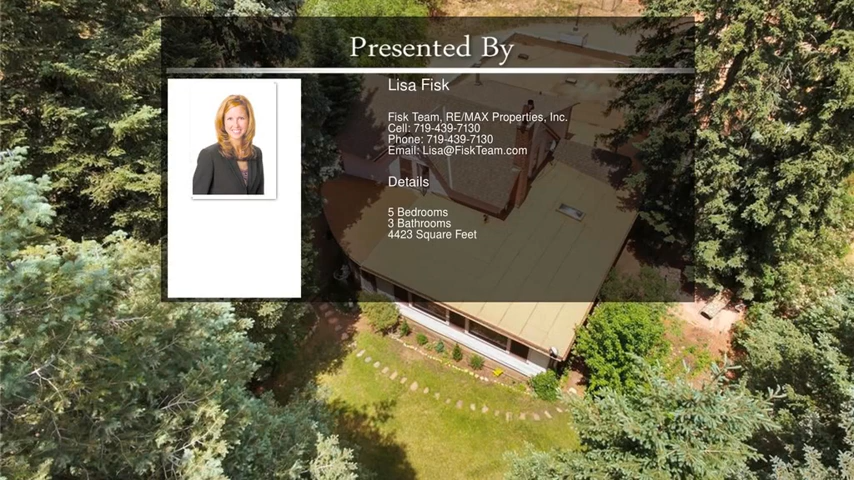 Presented By
Lisa Fisk
Fisk Team, RE/MAX Properties, Inc.
Cell: 719-439-7130
Phone: 719-439-7130
Email: Lisa@FiskTeam.com
Details
5 Bedrooms
3 Bathrooms
4423 Square Feet